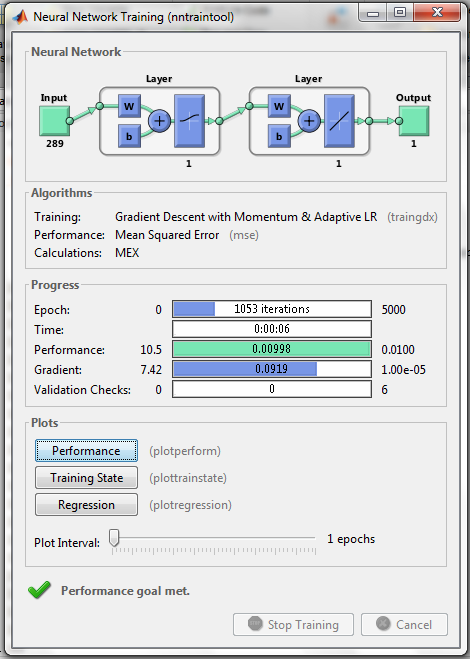 Neural Network Training (nntraintool)
Neural Network
Layer Layer
Input Output
W W
b b
289 1
1 1
Algorithms
Training: Gradient Descent with Momentum & Adaptive LR (traingdx)
Performance: Mean Squared Error (mse)
Calculations: MEX
Progress
Epoch: 0 1053 iterations 5000
Time: 0:00:06
Performance: 10.5 0.00998 0.0100
Gradient: 7.42 0.0919 1.00e-05
Validation Checks: 0 0 6
Plots
Performance (plotperform)
Training State (plottrainstate)
Regression (plotregression)
Plot Interval: 1 epochs
Performance goal met.
Stop Training Cancel